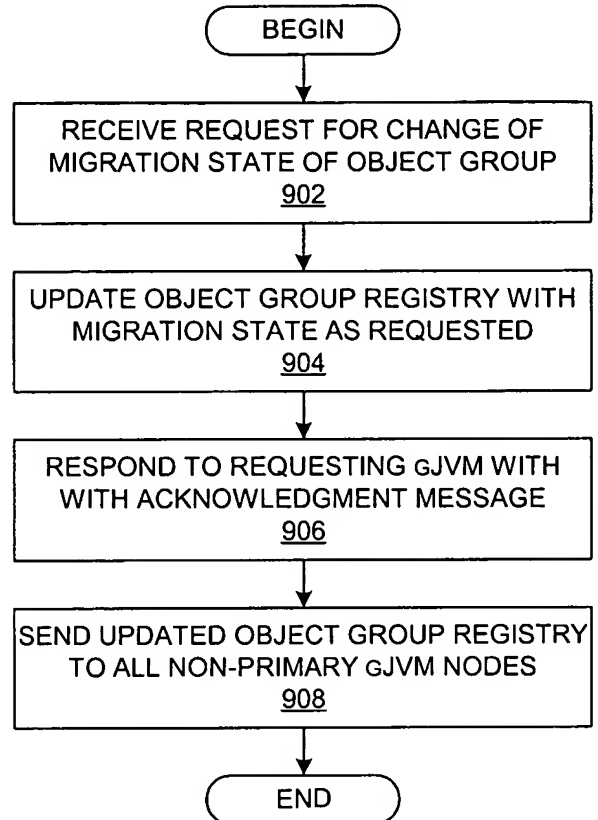 BEGIN
RECEIVE REQUEST FOR CHANGE OF
MIGRATION STATE OF OBJECT GROUP
902
UPDATE OBJECT GROUP REGISTRY WITH
MIGRATION STATE AS REQUESTED
904
RESPOND TO REQUESTING GJVM WITH
WITH ACKNOWLEDGMENT MESSAGE
906
SEND UPDATED OBJECT GROUP REGISTRY
TO ALL NON-PRIMARY GJVM NODES
908
END